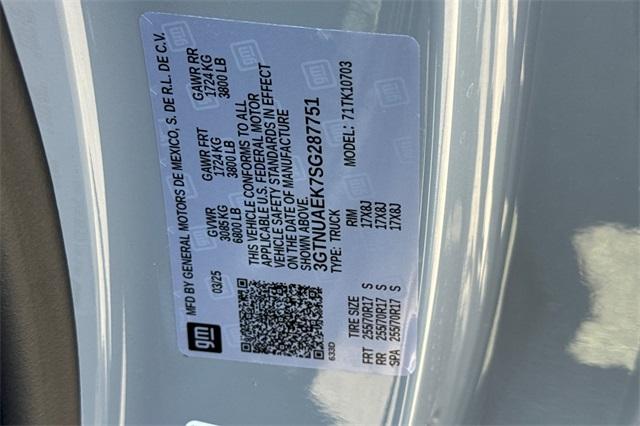 gm
MFD BY GENERAL MOTORS DE MEXICO, S. DE R.L. DE C.V.
03/25
GVWR GAWR FRT GAWR RR
3085 KG 1724 KG 1724 KG
6800 LB 3800 LB 3800 LB
THIS VEHICLE CONFORMS TO ALL
APPLICABLE U.S. FEDERAL MOTOR
VEHICLE SAFETY STANDARDS IN EFFECT
ON THE DATE OF MANUFACTURE
SHOWN ABOVE.
3GTNUAEK7SG287751
TYPE: TRUCK MODEL: 71TK10703
633D
TIRE SIZE RIM
FRT 255/70R17 S 17X8J
RR 255/70R17 S 17X8J
SPA 255/70R17 S 17X8J